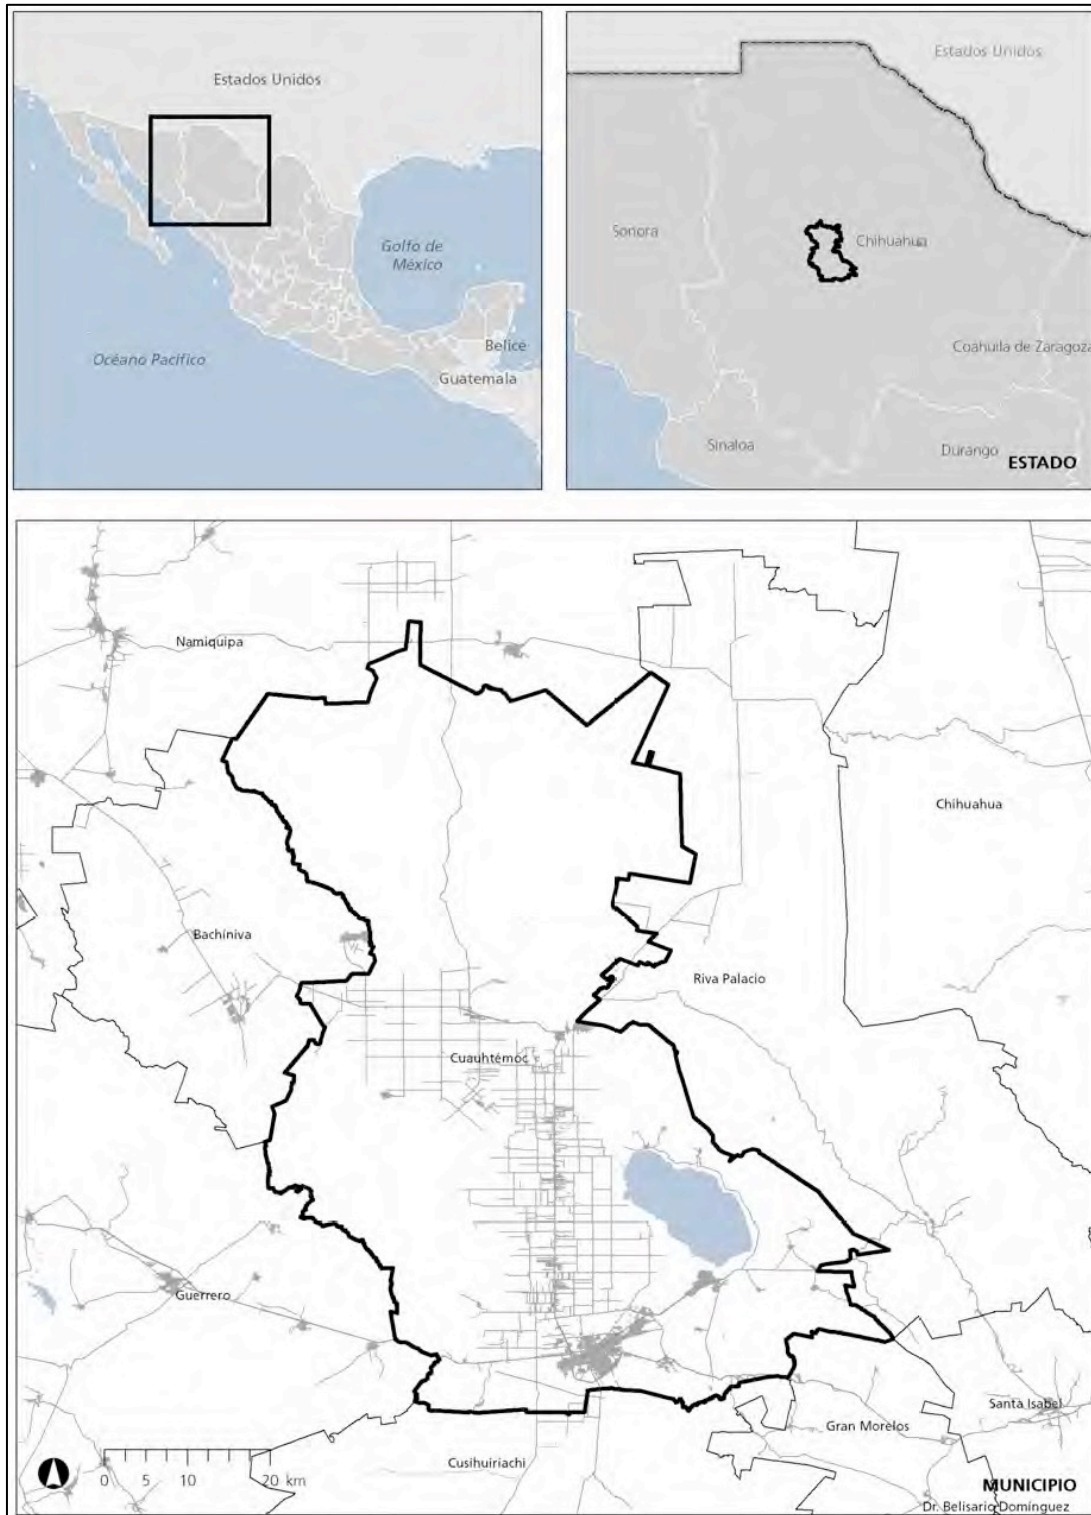 Estados Unidos
Golfo de
México
Océano Pacífico
Belice
Guatemala
Estados Unidos
Sonora
Chihuahua
Coahuila de Zaragoza
Sinaloa
Durango
ESTADO
Namiquipa
Chihuahua
Bachíniva
Riva Palacio
Cuauhtémoc
Guerrero
Santa Isabel
Gran Morelos
Cusihuiriachi
0 5 10 20 km
MUNICIPIO
Dr. Belisario Domínguez